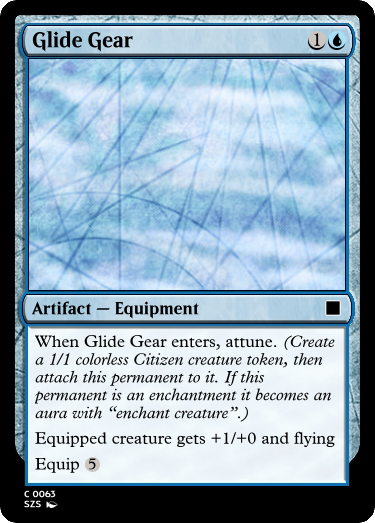 Glide Gear 1
Artifact — Equipment
When Glide Gear enters, attune. (Create
a 1/1 colorless Citizen creature token, then
attach this permanent to it. If this
permanent is an enchantment it becomes an
aura with “enchant creature”.)
Equipped creature gets +1/+0 and flying
Equip 5
C 0063
SZS